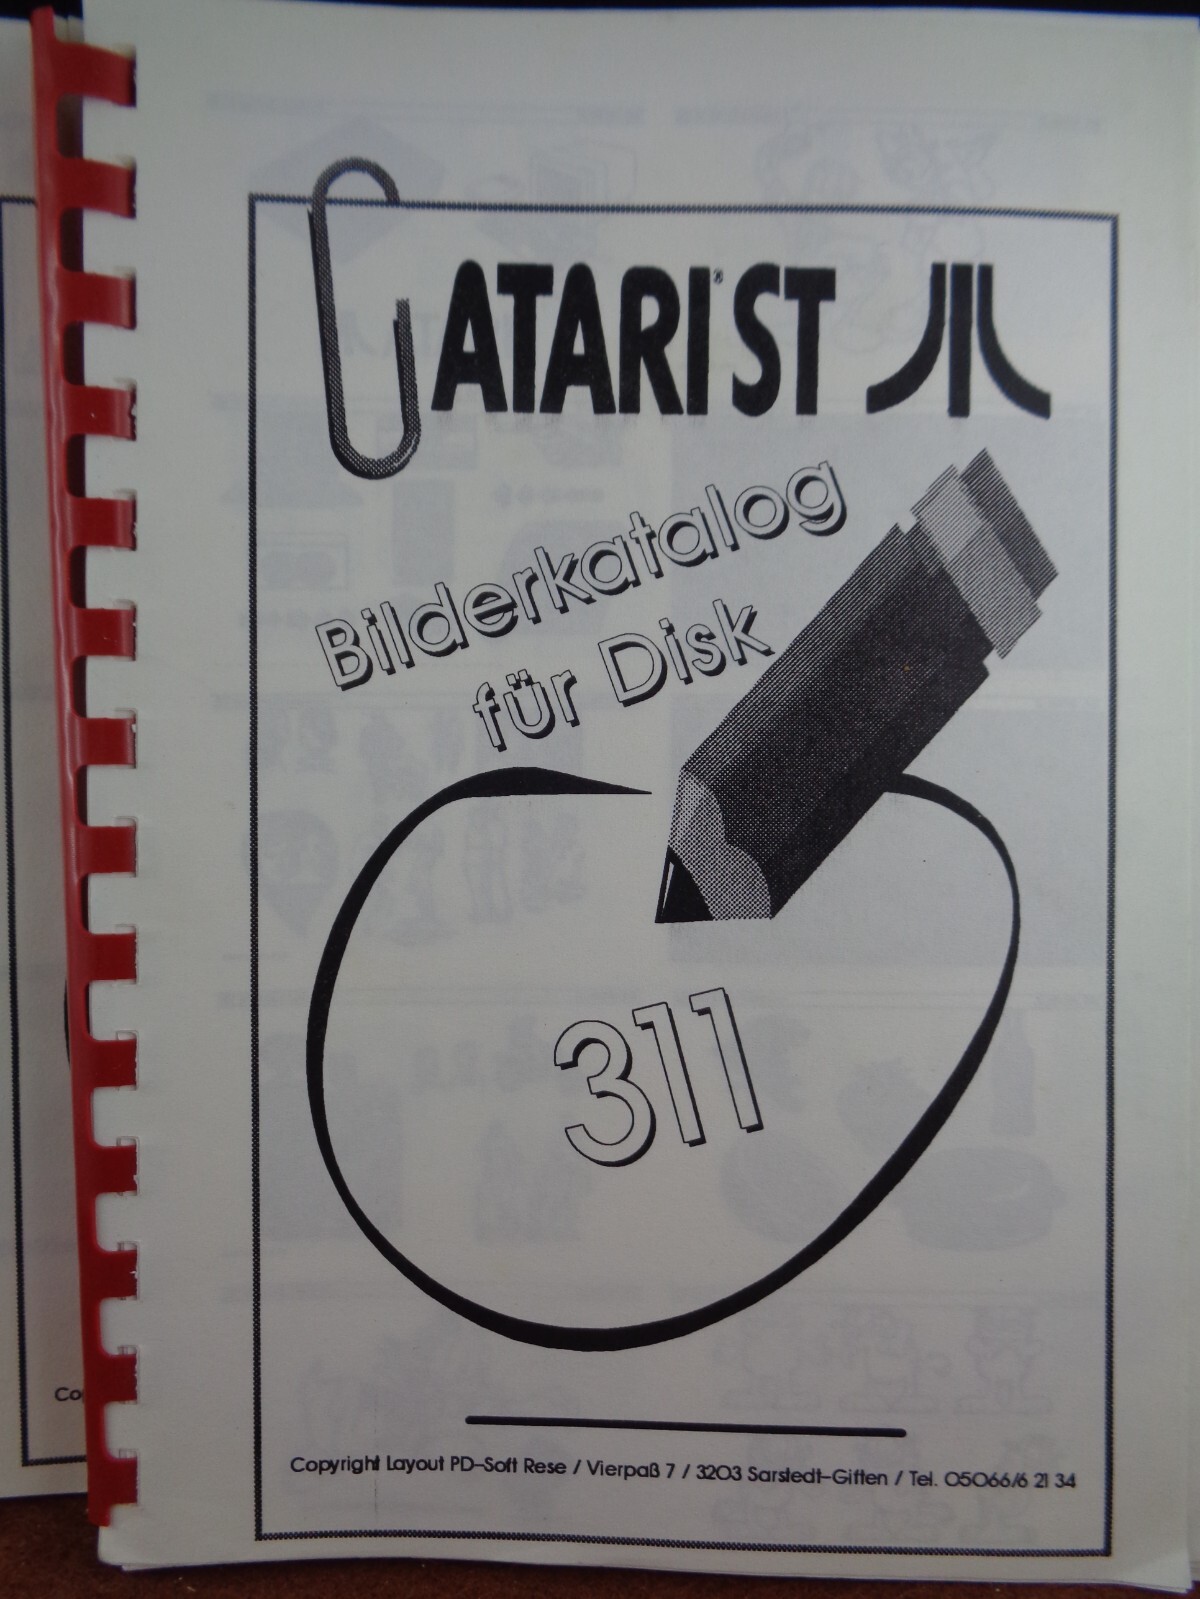 ATARI® ST
Bilderkatalog
für Disk
311
Copyright Layout PD-Soft Rese / Vierpaß 7 / 3203 Sarstedt-Giften / Tel. 05066/6 21 34
Co